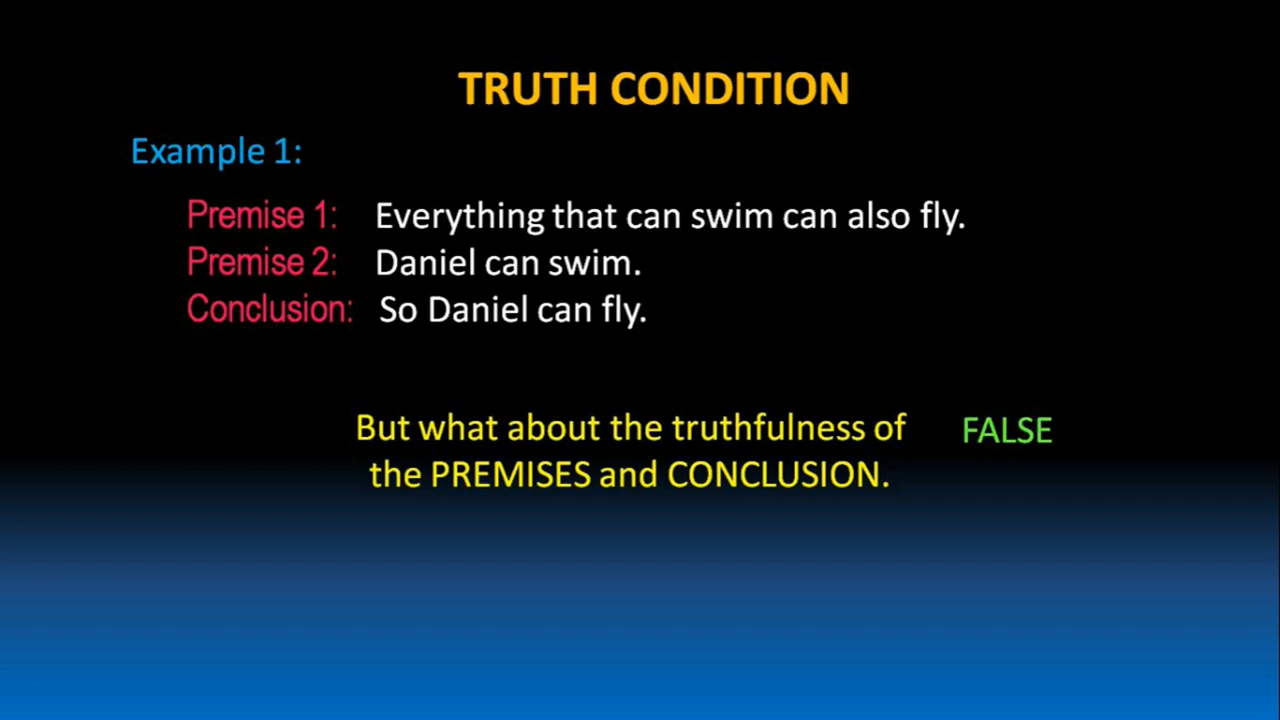 TRUTH CONDITION
Example 1:
Premise 1: Everything that can swim can also fly.
Premise 2: Daniel can swim.
Conclusion: So Daniel can fly.
But what about the truthfulness of FALSE
the PREMISES and CONCLUSION.